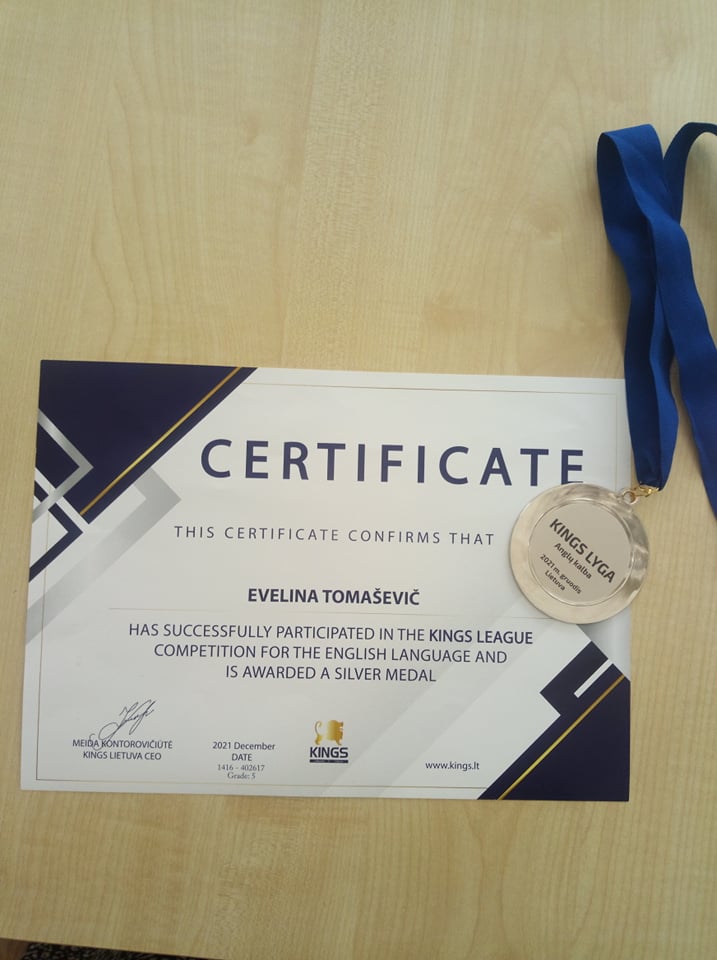 CERTIFICATE
THIS CERTIFICATE CONFIRMS THAT
EVELINA TOMAŠEVIČ
HAS SUCCESSFULLY PARTICIPATED IN THE KINGS LEAGUE
COMPETITION FOR THE ENGLISH LANGUAGE AND
IS AWARDED A SILVER MEDAL
MEIDA KONTOROVIČIŪTĖ
KINGS LIETUVA CEO
2021 December
DATE
1416 - 402617
Grade: 5
KINGS
www.kings.lt
KINGS LYGA
Anglų kalba
2021 m. gruodis
Lietuva